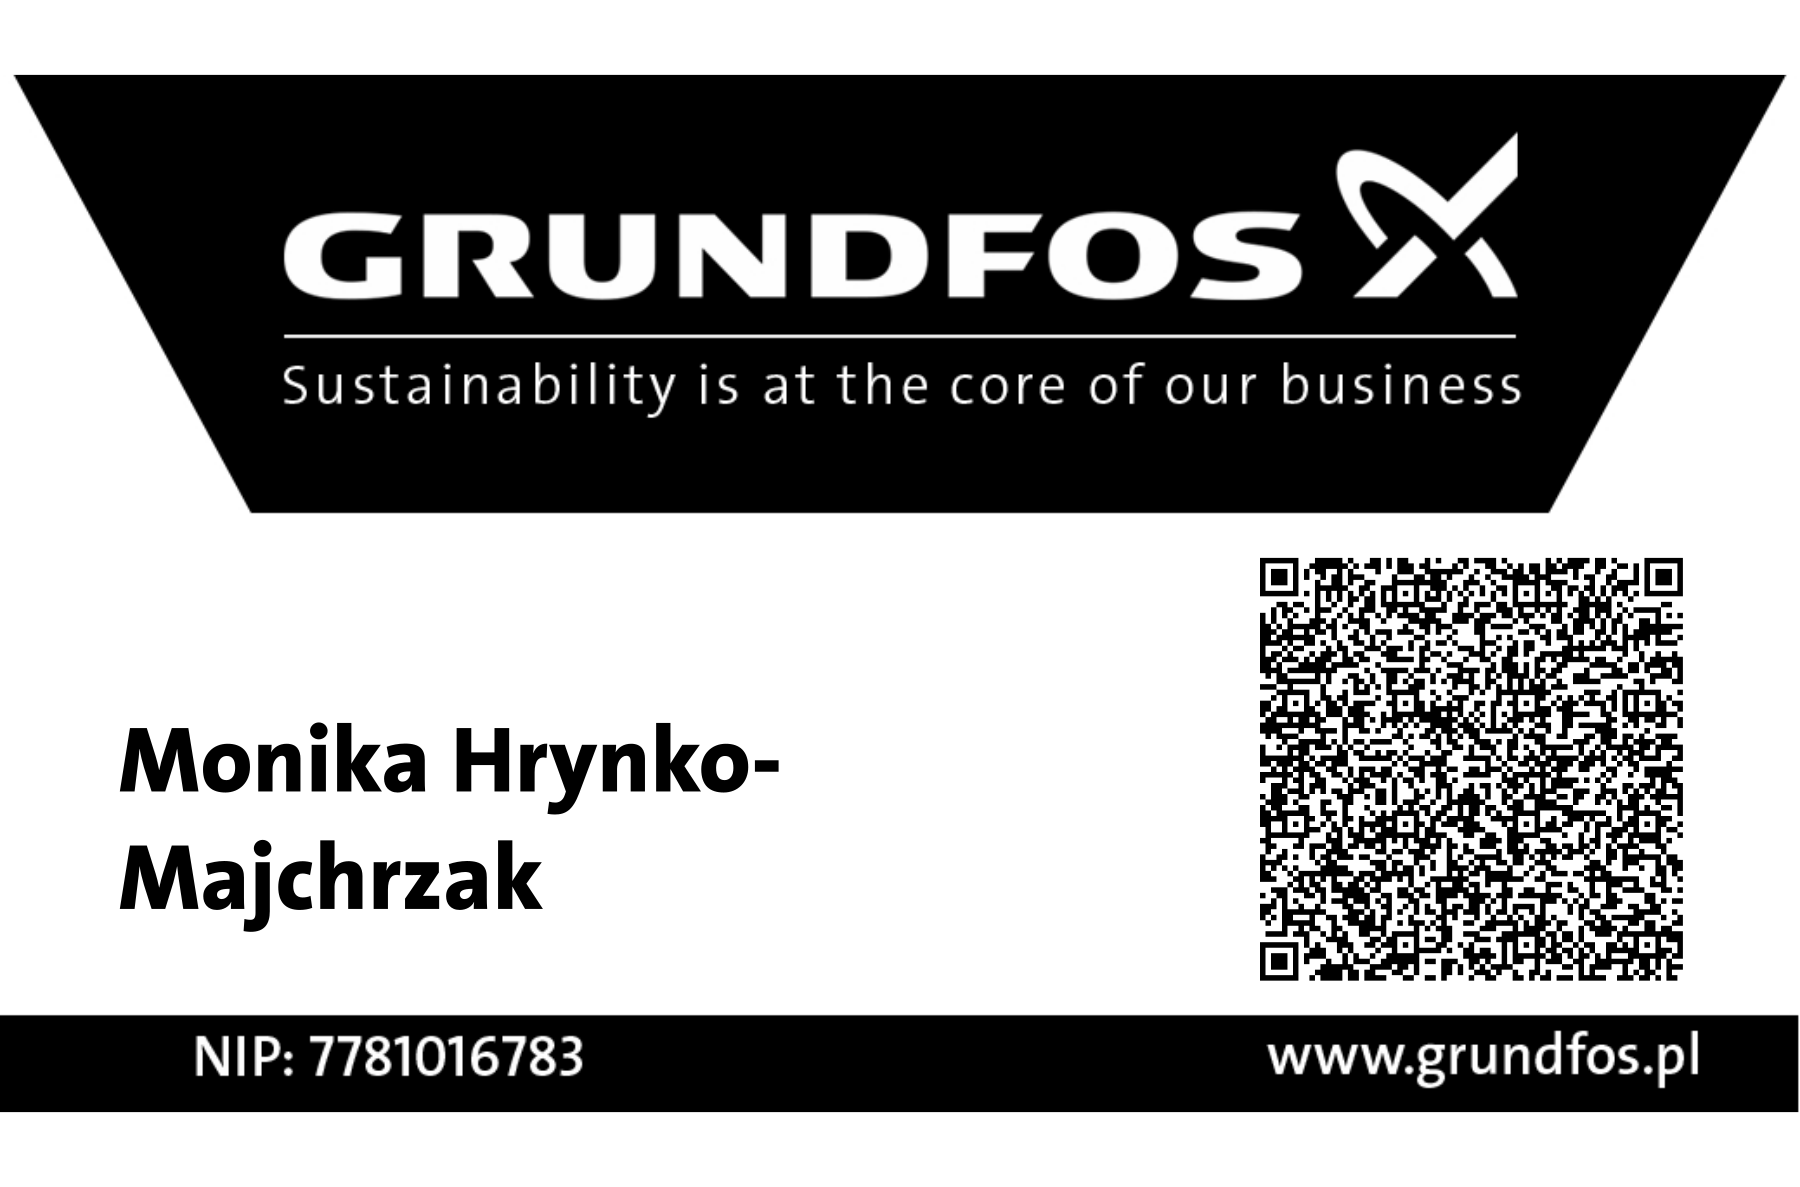 GRUNDFOS
Sustainability is at the core of our business
Monika Hrynko-
Majchrzak
NIP: 7781016783
www.grundfos.pl